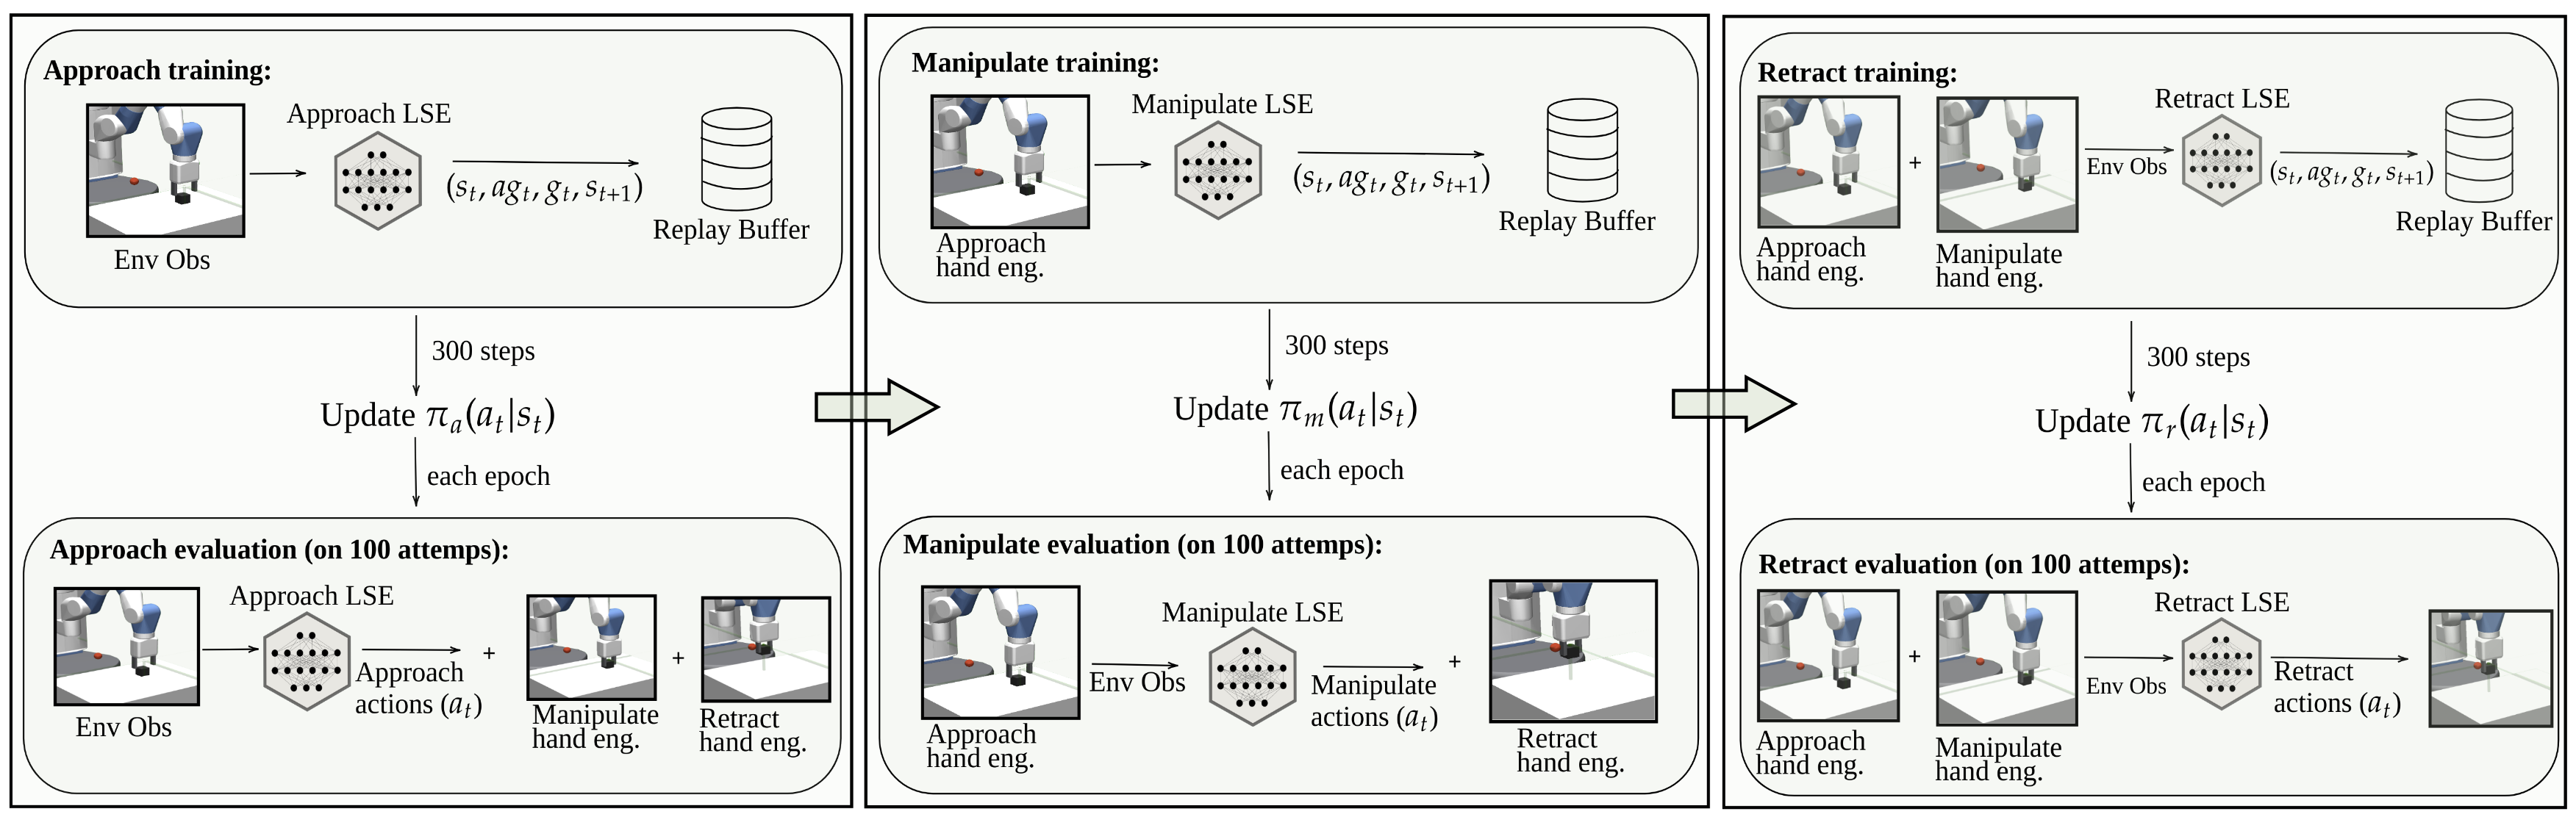 Approach training:
Approach LSE
(s_t, ag_t, g_t, s_{t+1})
Replay Buffer
Env Obs
300 steps
Update π_a(a_t|s_t)
each epoch
Approach evaluation (on 100 attemps):
Approach LSE
Approach
actions (a_t)
+
+
Env Obs
Manipulate
hand eng.
Retract
hand eng.
Manipulate training:
Manipulate LSE
(s_t, ag_t, g_t, s_{t+1})
Replay Buffer
Approach
hand eng.
300 steps
Update π_m(a_t|s_t)
each epoch
Manipulate evaluation (on 100 attemps):
Manipulate LSE
Env Obs
Manipulate
actions (a_t)
+
Approach
hand eng.
Retract
hand eng.
Retract training:
Retract LSE
+
Env Obs
(s_t, ag_t, g_t, s_{t+1})
Replay Buffer
Approach
hand eng.
Manipulate
hand eng.
300 steps
Update π_r(a_t|s_t)
each epoch
Retract evaluation (on 100 attemps):
Retract LSE
+
Env Obs
Retract
actions (a_t)
Approach
hand eng.
Manipulate
hand eng.